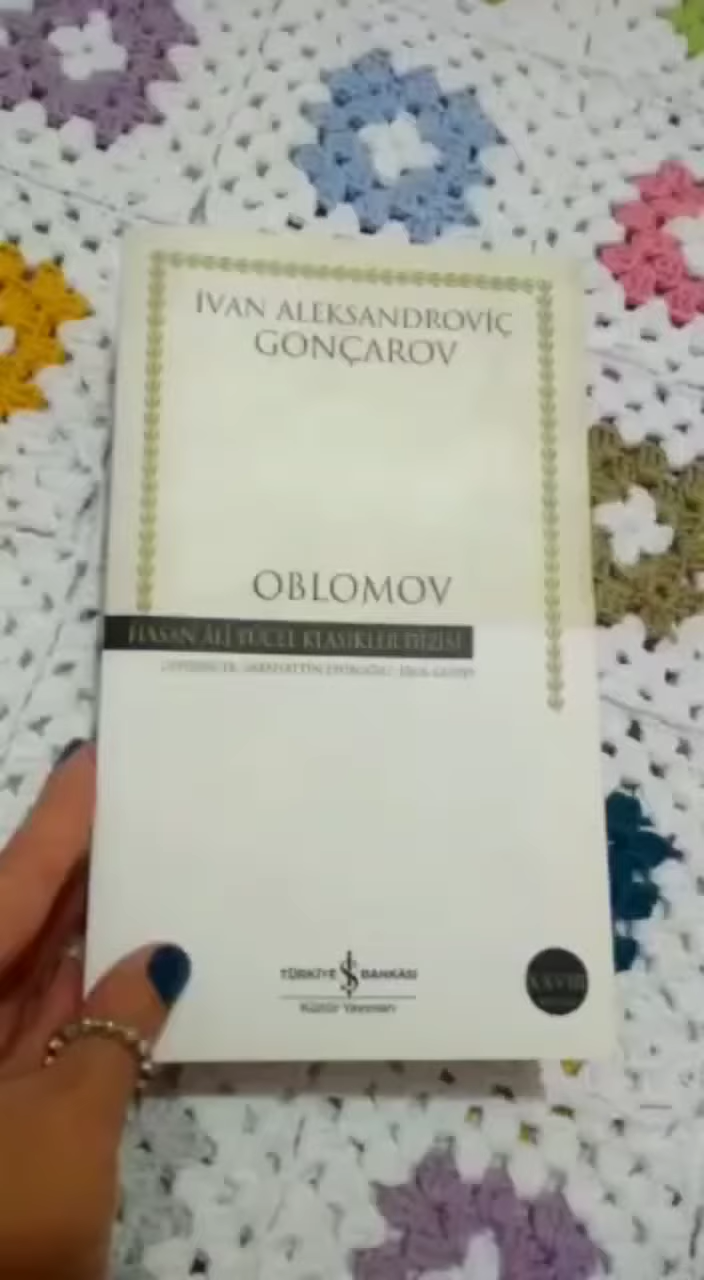 İVAN ALEKSANDROVİÇ
GONÇAROV
OBLOMOV
HASAN ÂLİ YÜCEL KLASİKLER DİZİSİ
TÜRKİYE İŞ BANKASI
Kültür Yayınları